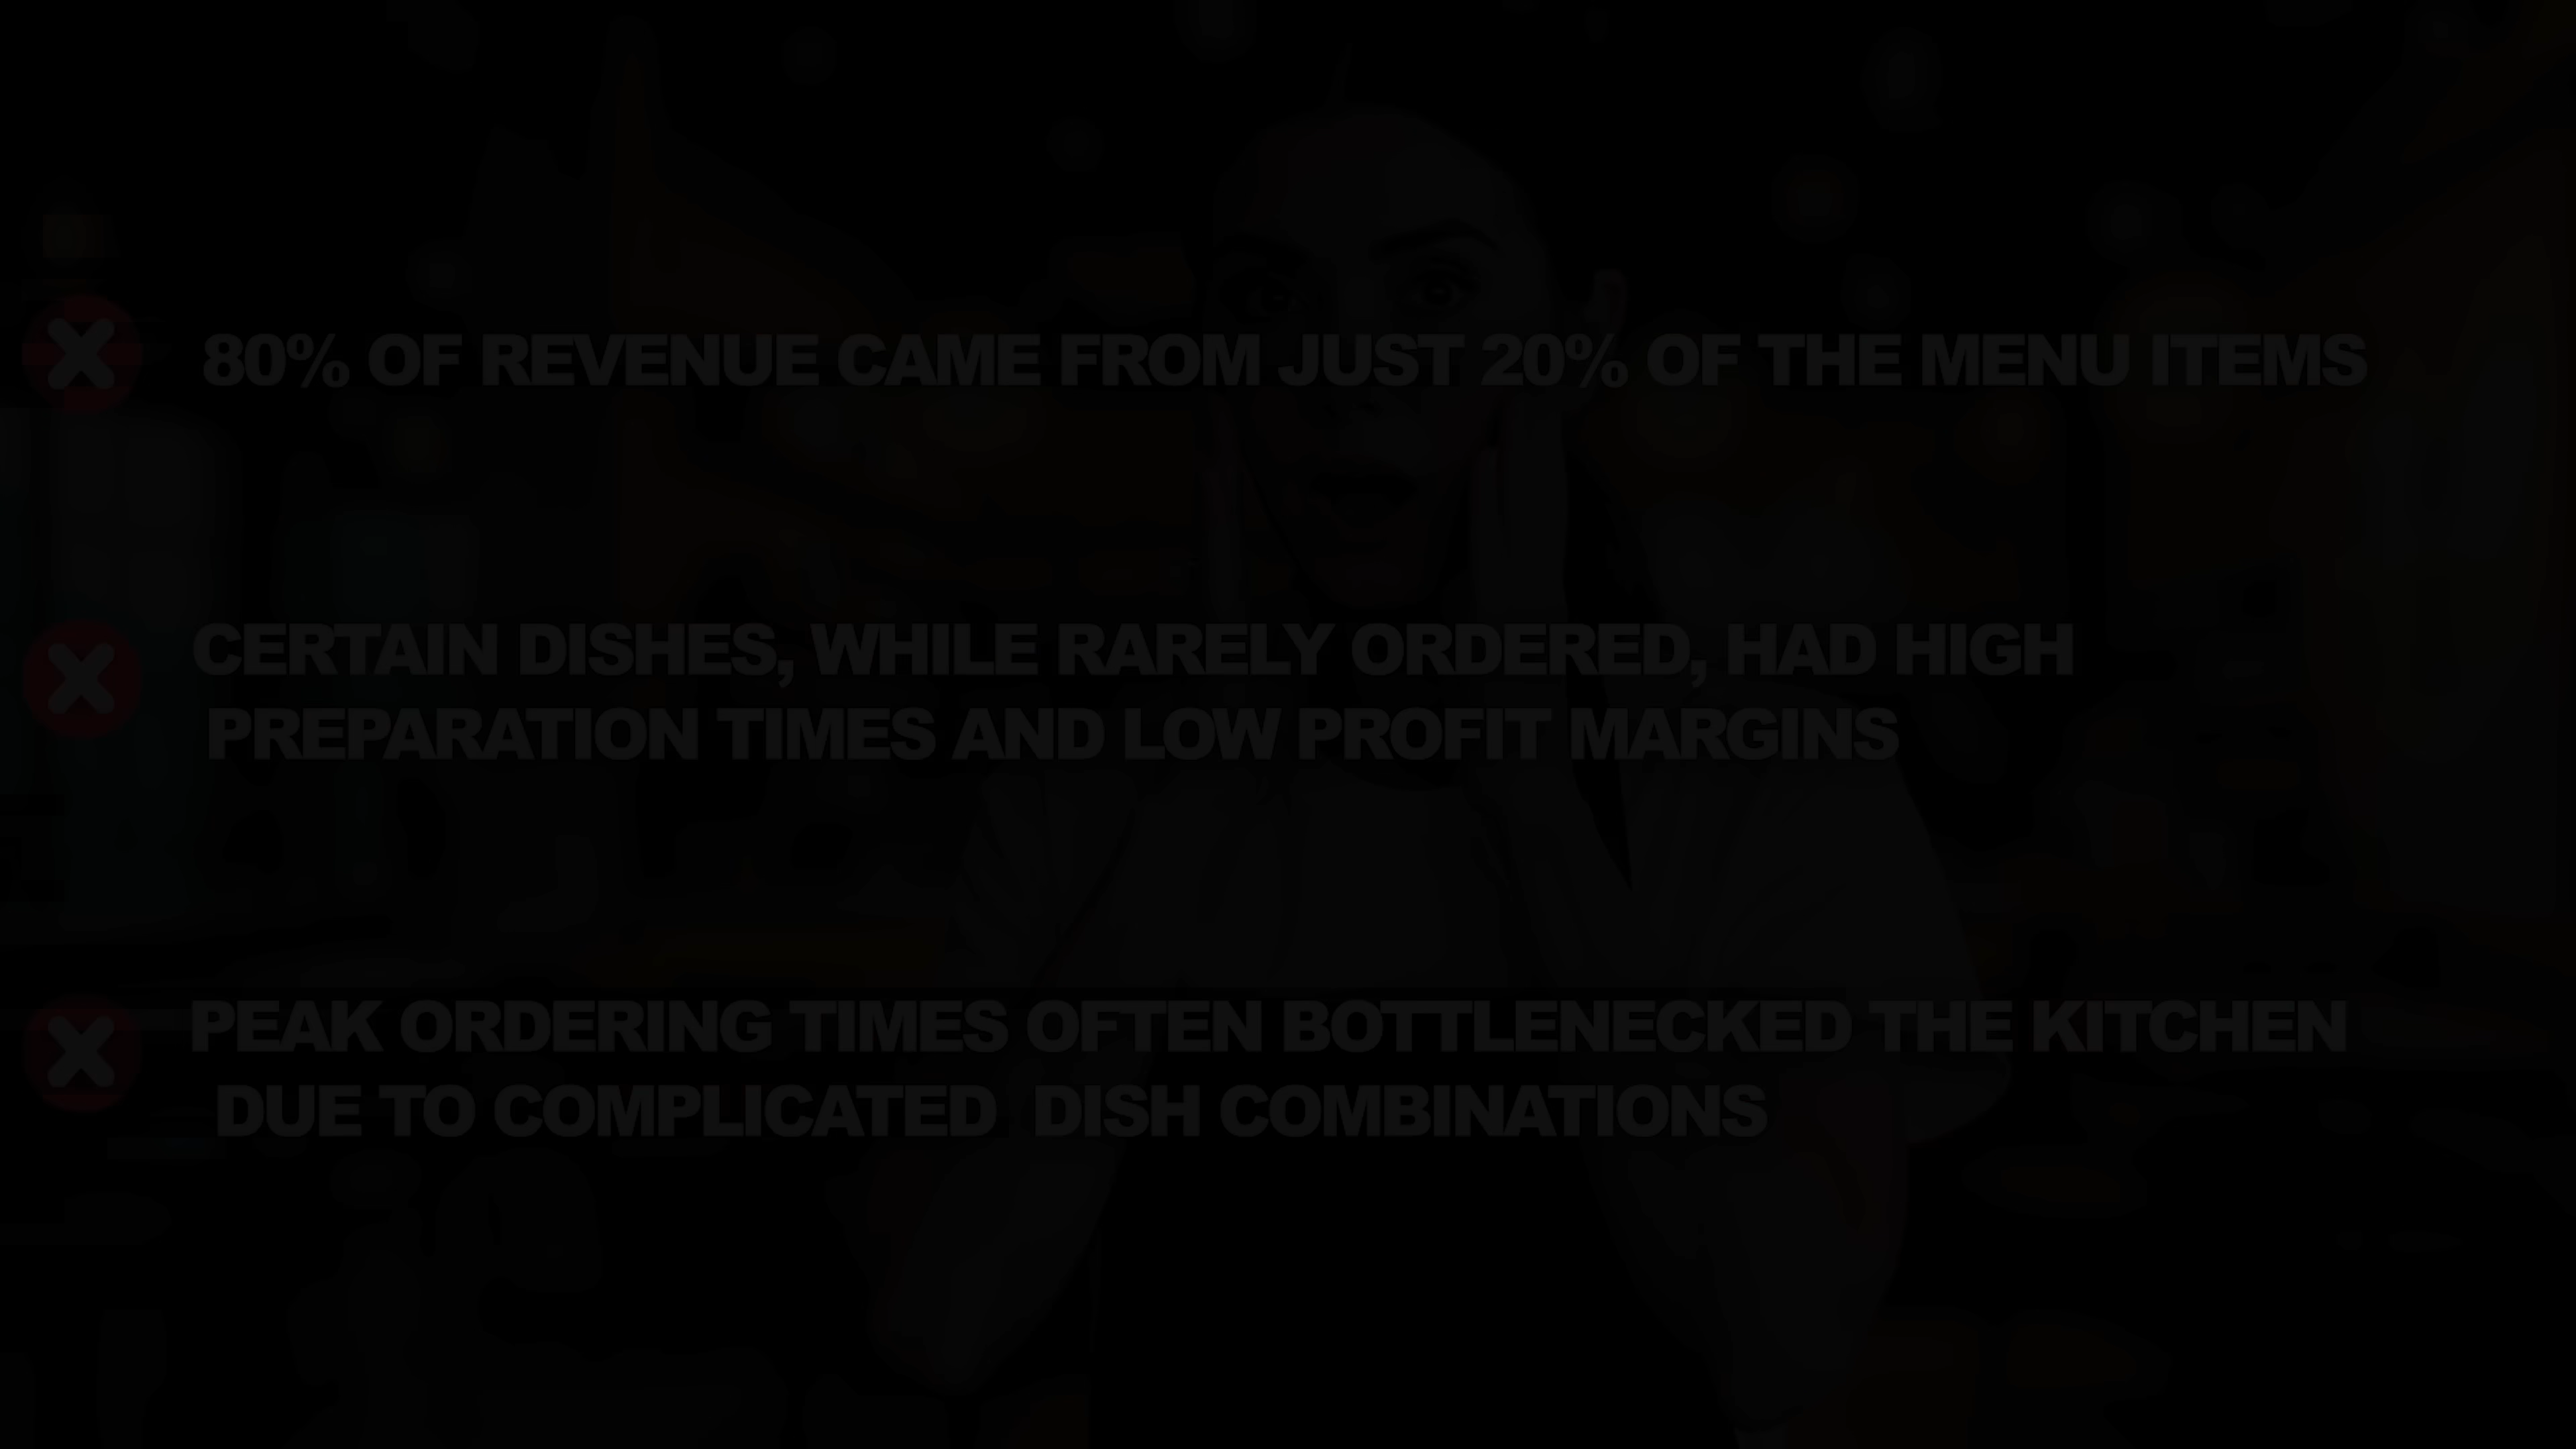 80% OF REVENUE CAME FROM JUST 20% OF THE MENU ITEMS
CERTAIN DISHES, WHILE RARELY ORDERED, HAD HIGH
PREPARATION TIMES AND LOW PROFIT MARGINS
PEAK ORDERING TIMES OFTEN BOTTLENECKED THE KITCHEN
DUE TO COMPLICATED DISH COMBINATIONS